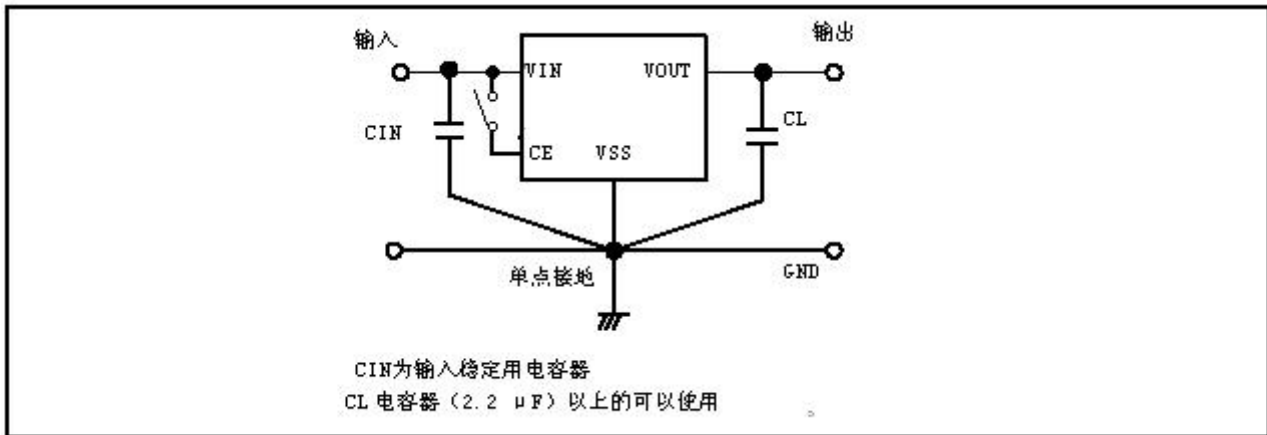 输入
输出
VIN
VOUT
CIN
CL
CE
VSS
单点接地
GND
CIN为输入稳定用电容器
CL 电容器（2.2 μF）以上的可以使用
。